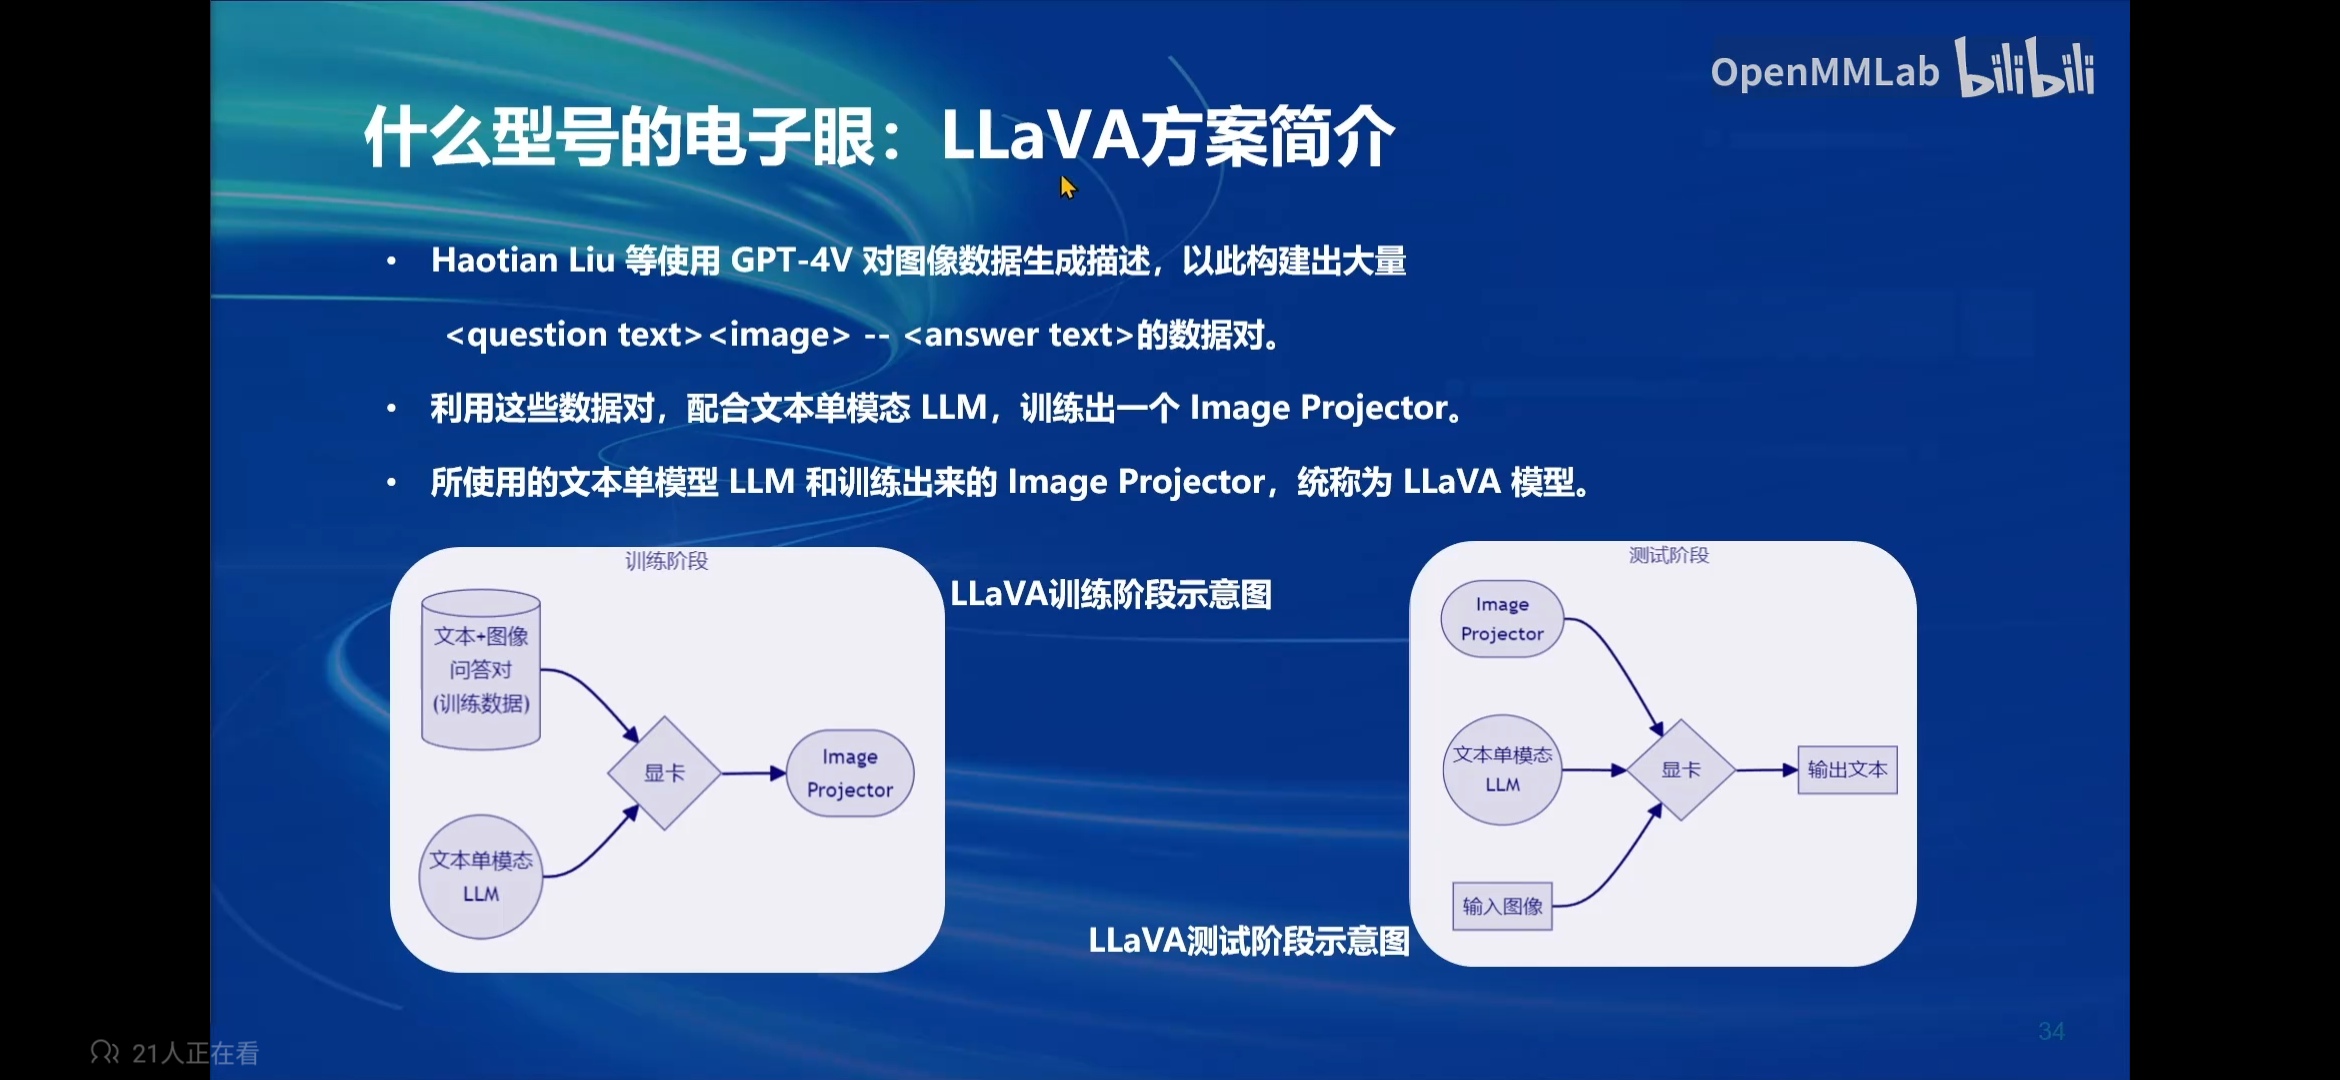 OpenMMLab bilibili
什么型号的电子眼：LLaVA方案简介
• Haotian Liu 等使用 GPT-4V 对图像数据生成描述，以此构建出大量
<question text><image> -- <answer text>的数据对。
• 利用这些数据对，配合文本单模态 LLM，训练出一个 Image Projector。
• 所使用的文本单模型 LLM 和训练出来的 Image Projector，统称为 LLaVA 模型。
训练阶段
文本+图像
问答对
(训练数据)
文本单模态
LLM
显卡
Image
Projector
LLaVA训练阶段示意图
LLaVA测试阶段示意图
测试阶段
Image
Projector
文本单模态
LLM
输入图像
显卡
输出文本
34
21人正在看